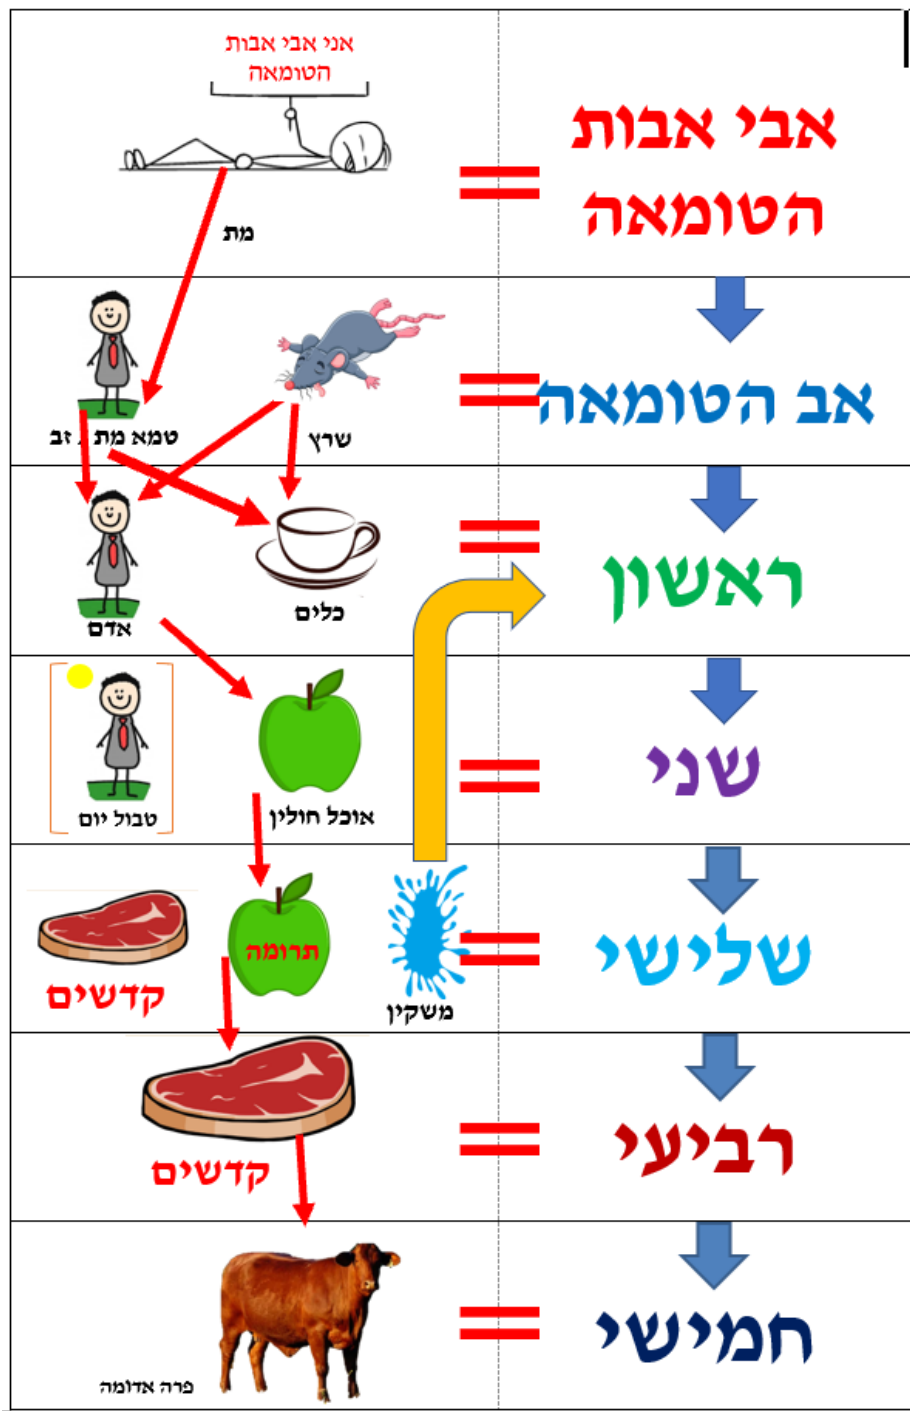 אני אבי אבות
הטומאה
אבי אבות
הטומאה
מת
אב הטומאה
טמא מת
זב
שרץ
ראשון
אדם
כלים
שני
טבול יום
אוכל חולין
שלישי
תרומה
קדשים
משקין
רביעי
קדשים
חמישי
פרה אדומה